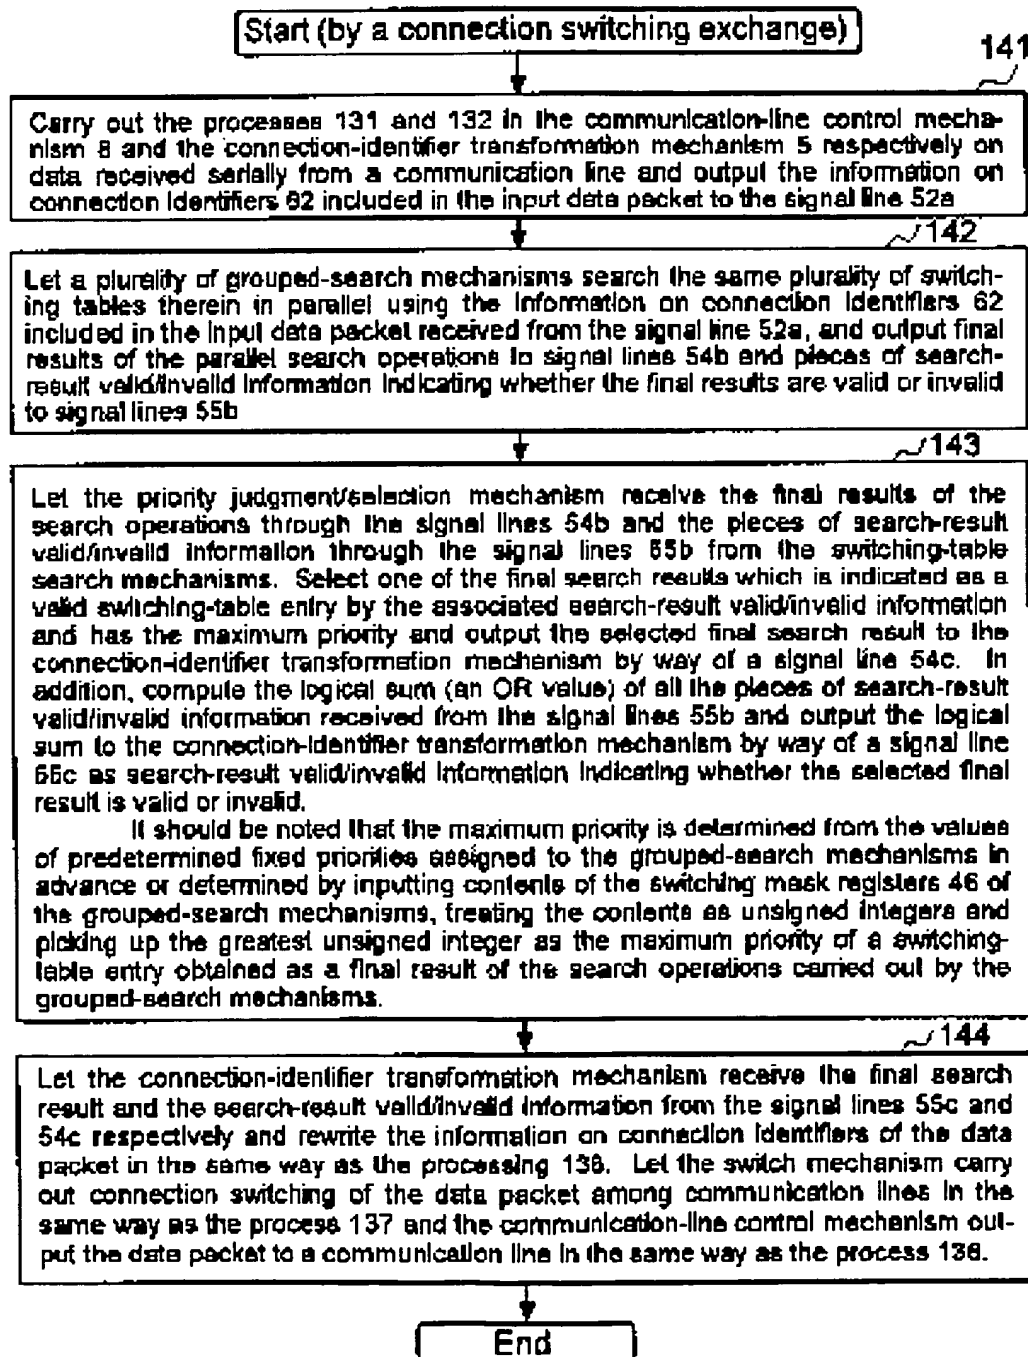 Start (by a connection switching exchange)
141
Carry out the processes 131 and 132 in the communication-line control mecha-
nism 8 and the connection-identifier transformation mechanism 5 respectively on
data received serially from a communication line and output the information on
connection identifiers 62 included in the input data packet to the signal line 52a
142
Let a plurality of grouped-search mechanisms search the same plurality of switch-
ing tables therein in parallel using the information on connection identifiers 62
included in the input data packet received from the signal line 52a, and output final
results of the parallel search operations to signal lines 54b and pieces of search-
result valid/invalid information indicating whether the final results are valid or invalid
to signal lines 55b
143
Let the priority judgment/selection mechanism receive the final results of the
search operations through the signal lines 54b and the pieces of search-result
valid/invalid information through the signal lines 55b from the switching-table
search mechanisms. Select one of the final search results which is indicated as a
valid switching-table entry by the associated search-result valid/invalid information
and has the maximum priority and output the selected final search result to the
connection-identifier transformation mechanism by way of a signal line 54c. In
addition, compute the logical sum (an OR value) of all the pieces of search-result
valid/invalid information received from the signal lines 55b and output the logical
sum to the connection-identifier transformation mechanism by way of a signal line
55c as search-result valid/invalid information indicating whether the selected final
result is valid or invalid.
It should be noted that the maximum priority is determined from the values
of predetermined fixed priorities assigned to the grouped-search mechanisms in
advance or determined by inputting contents of the switching mask registers 46 of
the grouped-search mechanisms, treating the contents as unsigned integers and
picking up the greatest unsigned integer as the maximum priority of a switching-
table entry obtained as a final result of the search operations carried out by the
grouped-search mechanisms.
144
Let the connection-identifier transformation mechanism receive the final search
result and the search-result valid/invalid information from the signal lines 55c and
54c respectively and rewrite the information on connection identifiers of the data
packet in the same way as the processing 136. Let the switch mechanism carry
out connection switching of the data packet among communication lines in the
same way as the process 137 and the communication-line control mechanism out-
put the data packet to a communication line in the same way as the process 138.
End